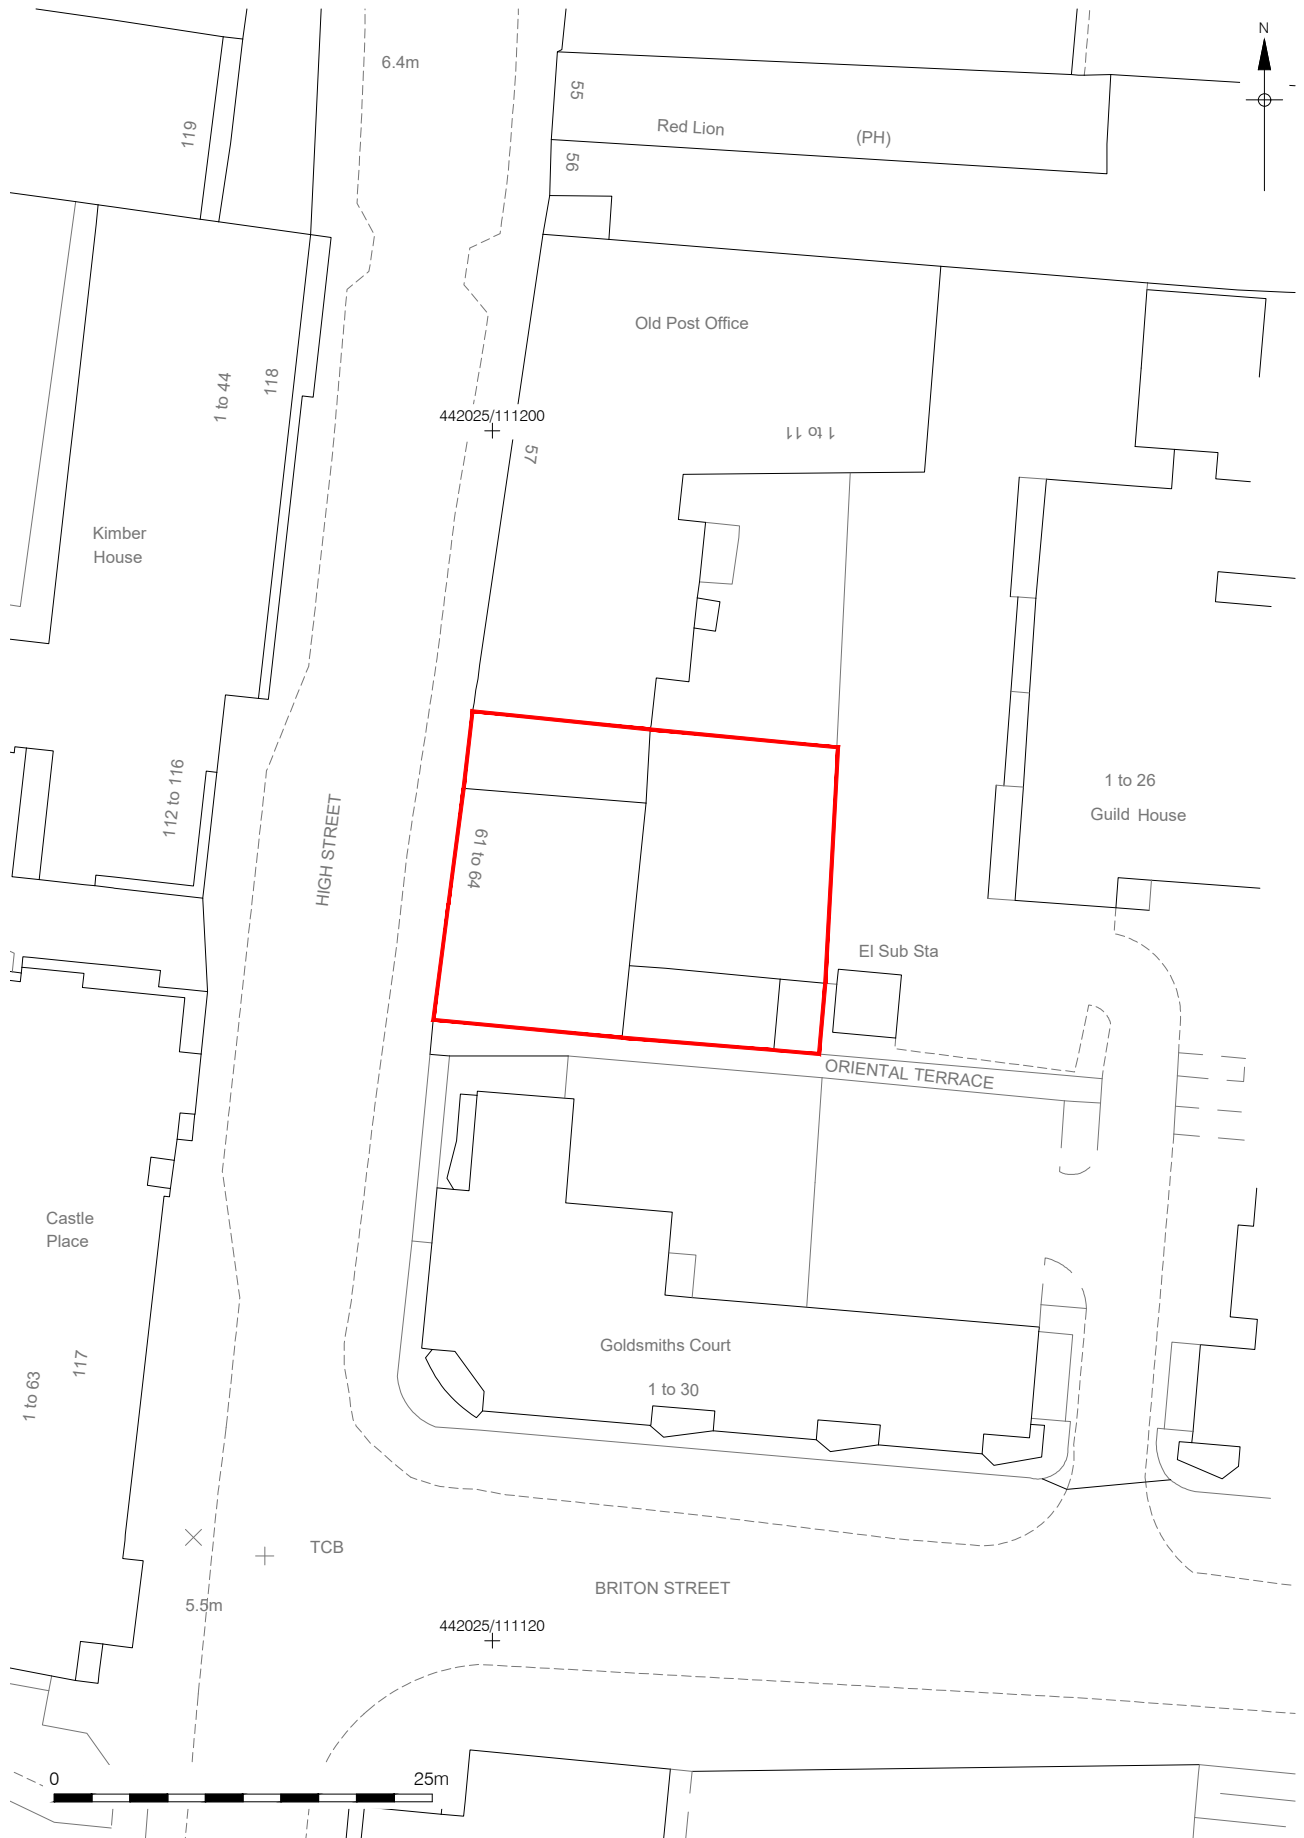 N
6.4m
55
Red Lion (PH)
119
56
Old Post Office
1 to 44
118
442025/111200
57
1 to 11
Kimber
House
112 to 116
HIGH STREET
61 to 64
1 to 26
Guild House
El Sub Sta
ORIENTAL TERRACE
Castle
Place
Goldsmiths Court
1 to 30
1 to 63
117
TCB
BRITON STREET
5.5m
442025/111120
0 25m